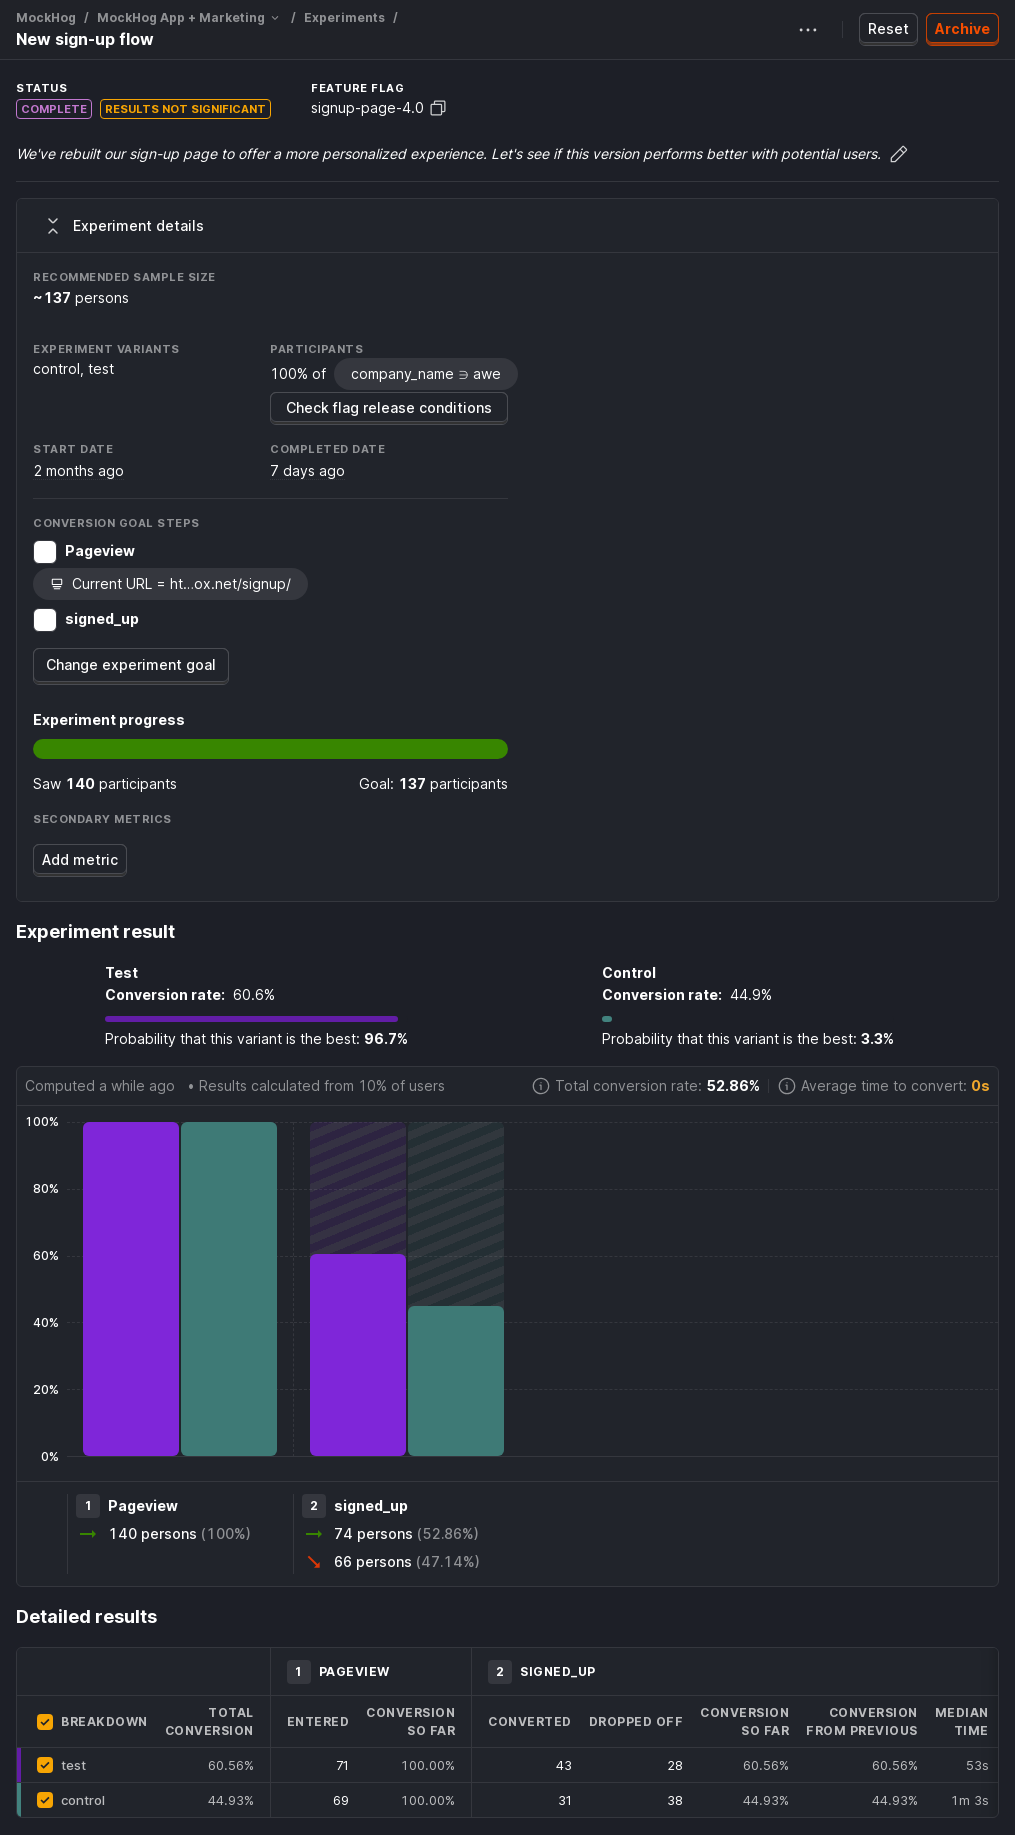 MockHog / MockHog App + Marketing / Experiments /
New sign-up flow
Reset
Archive
STATUS
FEATURE FLAG
COMPLETE
RESULTS NOT SIGNIFICANT
signup-page-4.0
We've rebuilt our sign-up page to offer a more personalized experience. Let's see if this version performs better with potential users.
Experiment details
RECOMMENDED SAMPLE SIZE
~137 persons
EXPERIMENT VARIANTS
PARTICIPANTS
control, test
100% of company_name ∋ awe
Check flag release conditions
START DATE
COMPLETED DATE
2 months ago
7 days ago
CONVERSION GOAL STEPS
Pageview
Current URL = ht...ox.net/signup/
signed_up
Change experiment goal
Experiment progress
Saw 140 participants
Goal: 137 participants
SECONDARY METRICS
Add metric
Experiment result
Test
Conversion rate: 60.6%
Probability that this variant is the best: 96.7%
Control
Conversion rate: 44.9%
Probability that this variant is the best: 3.3%
Computed a while ago • Results calculated from 10% of users
Total conversion rate: 52.86%
Average time to convert: 0s
100%
80%
60%
40%
20%
0%
1 Pageview
140 persons (100%)
2 signed_up
74 persons (52.86%)
66 persons (47.14%)
Detailed results
1 PAGEVIEW
2 SIGNED_UP
BREAKDOWN
TOTAL
CONVERSION
ENTERED
CONVERSION
SO FAR
CONVERTED
DROPPED OFF
CONVERSION
SO FAR
CONVERSION
FROM PREVIOUS
MEDIAN
TIME
test 60.56% 71 100.00% 43 28 60.56% 60.56% 53s
control 44.93% 69 100.00% 31 38 44.93% 44.93% 1m 3s